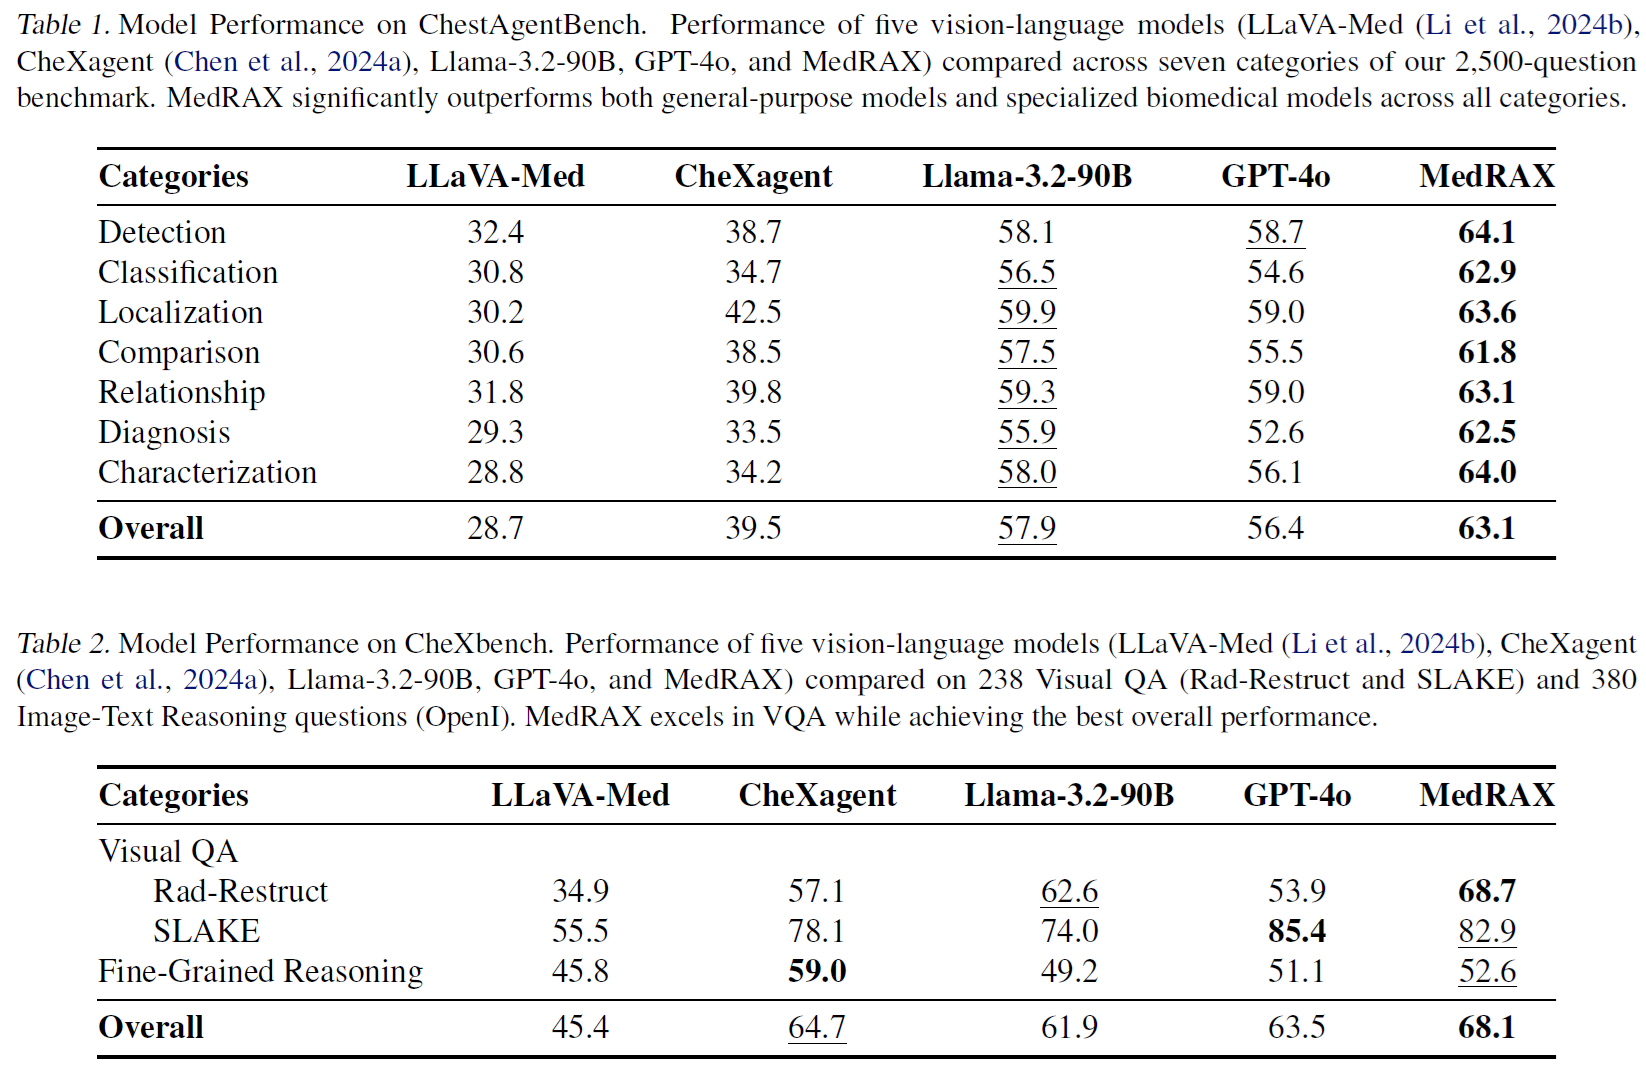 Table 1. Model Performance on ChestAgentBench. Performance of five vision-language models (LLaVA-Med (Li et al., 2024b),
CheXagent (Chen et al., 2024a), Llama-3.2-90B, GPT-4o, and MedRAX) compared across seven categories of our 2,500-question
benchmark. MedRAX significantly outperforms both general-purpose models and specialized biomedical models across all categories.
Categories LLaVA-Med CheXagent Llama-3.2-90B GPT-4o MedRAX
Detection 32.4 38.7 58.1 58.7 64.1
Classification 30.8 34.7 56.5 54.6 62.9
Localization 30.2 42.5 59.9 59.0 63.6
Comparison 30.6 38.5 57.5 55.5 61.8
Relationship 31.8 39.8 59.3 59.0 63.1
Diagnosis 29.3 33.5 55.9 52.6 62.5
Characterization 28.8 34.2 58.0 56.1 64.0
Overall 28.7 39.5 57.9 56.4 63.1
Table 2. Model Performance on CheXbench. Performance of five vision-language models (LLaVA-Med (Li et al., 2024b), CheXagent
(Chen et al., 2024a), Llama-3.2-90B, GPT-4o, and MedRAX) compared on 238 Visual QA (Rad-Restruct and SLAKE) and 380
Image-Text Reasoning questions (OpenI). MedRAX excels in VQA while achieving the best overall performance.
Categories LLaVA-Med CheXagent Llama-3.2-90B GPT-4o MedRAX
Visual QA
Rad-Restruct 34.9 57.1 62.6 53.9 68.7
SLAKE 55.5 78.1 74.0 85.4 82.9
Fine-Grained Reasoning 45.8 59.0 49.2 51.1 52.6
Overall 45.4 64.7 61.9 63.5 68.1